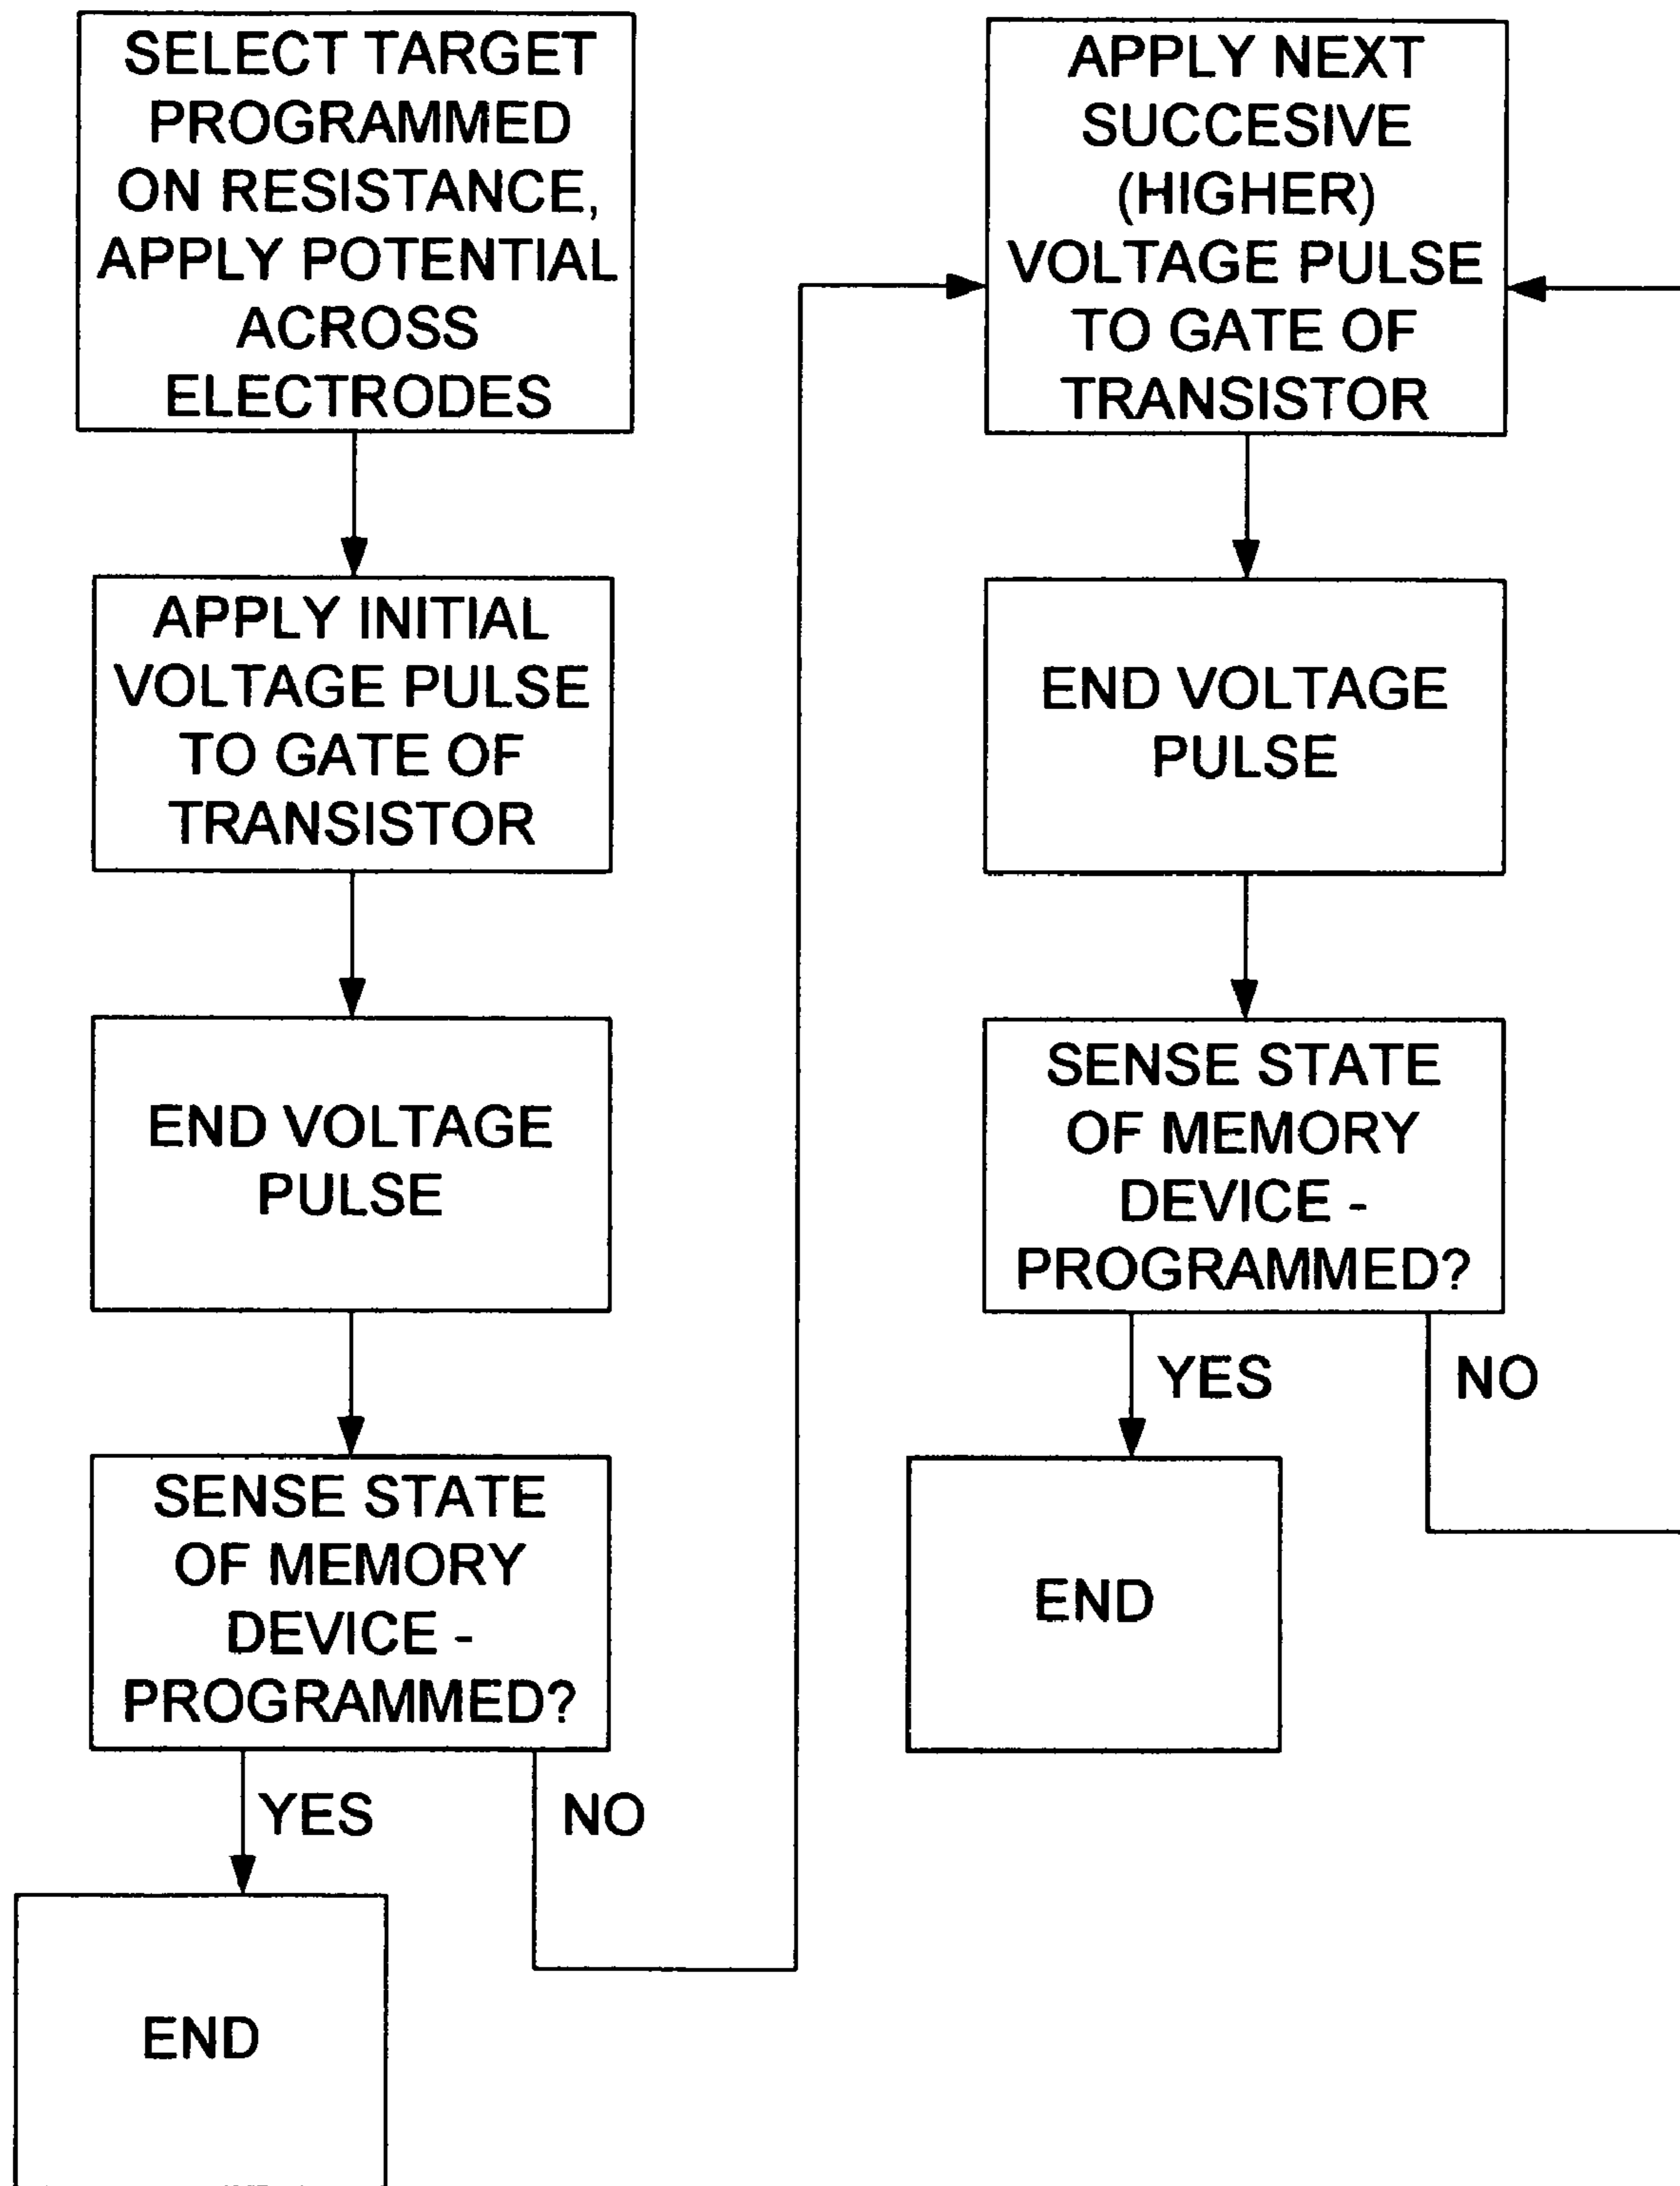 SELECT TARGET
PROGRAMMED
ON RESISTANCE,
APPLY POTENTIAL
ACROSS
ELECTRODES
APPLY INITIAL
VOLTAGE PULSE
TO GATE OF
TRANSISTOR
END VOLTAGE
PULSE
SENSE STATE
OF MEMORY
DEVICE -
PROGRAMMED?
YES
NO
END
APPLY NEXT
SUCCESIVE
(HIGHER)
VOLTAGE PULSE
TO GATE OF
TRANSISTOR
END VOLTAGE
PULSE
SENSE STATE
OF MEMORY
DEVICE -
PROGRAMMED?
YES
NO
END